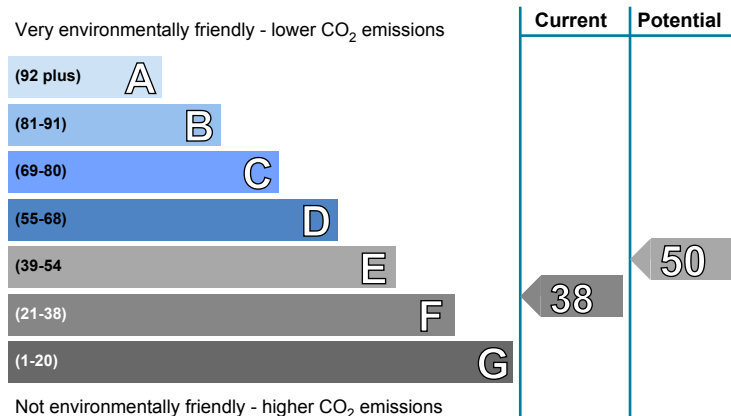 Very environmentally friendly - lower CO2 emissions
Current
Potential
(92 plus) A
(81-91) B
(69-80) C
(55-68) D
(39-54 E
(21-38) F
(1-20) G
38
50
Not environmentally friendly - higher CO2 emissions